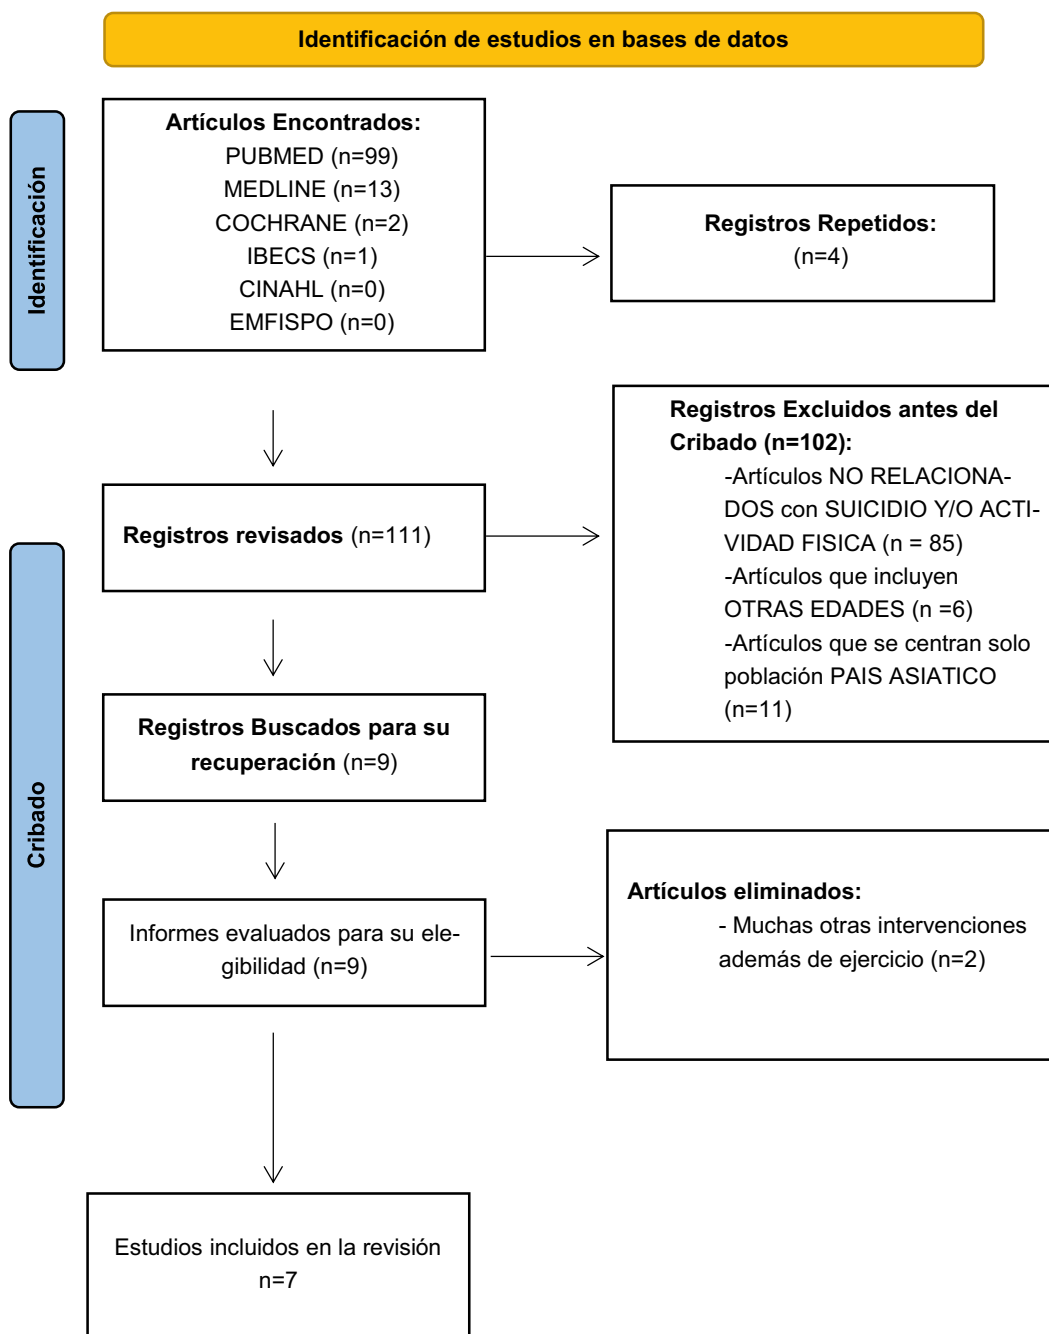 Identificación de estudios en bases de datos
Identificación
Artículos Encontrados:
PUBMED (n=99)
MEDLINE (n=13)
COCHRANE (n=2)
IBECS (n=1)
CINAHL (n=0)
EMFISPO (n=0)
Registros Repetidos:
(n=4)
Registros Excluidos antes del
Cribado (n=102):
-Artículos NO RELACIONA-
DOS con SUICIDIO Y/O ACTI-
VIDAD FISICA (n = 85)
-Artículos que incluyen
OTRAS EDADES (n =6)
-Artículos que se centran solo
población PAIS ASIATICO
(n=11)
Registros revisados (n=111)
Cribado
Registros Buscados para su
recuperación (n=9)
Informes evaluados para su ele-
gibilidad (n=9)
Artículos eliminados:
- Muchas otras intervenciones
además de ejercicio (n=2)
Estudios incluidos en la revisión
n=7